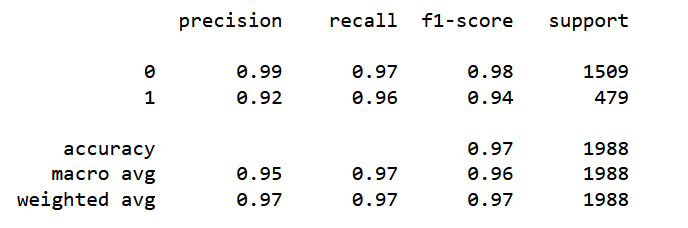 precision recall f1-score support
0 0.99 0.97 0.98 1509
1 0.92 0.96 0.94 479
accuracy 0.97 1988
macro avg 0.95 0.97 0.96 1988
weighted avg 0.97 0.97 0.97 1988